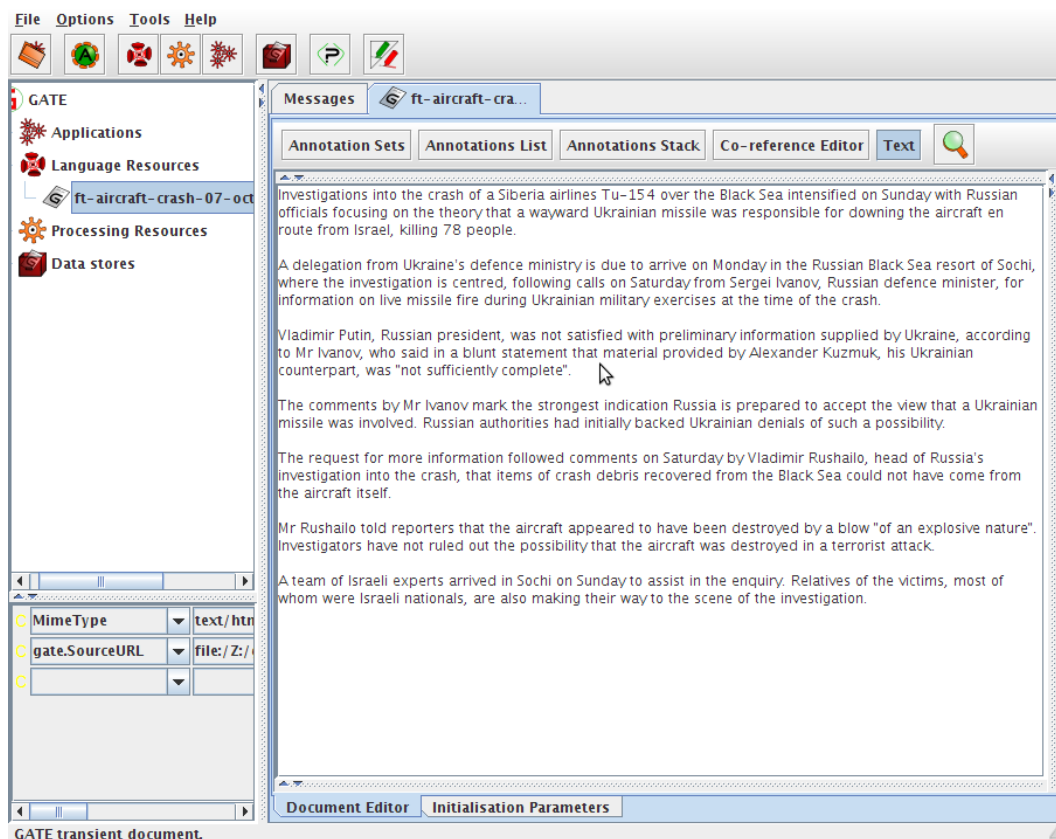 File Options Tools Help
GATE
Applications
Language Resources
ft-aircraft-crash-07-oct
Processing Resources
Data stores
MimeType text/htm
gate.SourceURL file:/Z:/
Messages ft-aircraft-cra...
Annotation Sets Annotations List Annotations Stack Co-reference Editor Text
Investigations into the crash of a Siberia airlines Tu-154 over the Black Sea intensified on Sunday with Russian
officials focusing on the theory that a wayward Ukrainian missile was responsible for downing the aircraft en
route from Israel, killing 78 people.
A delegation from Ukraine's defence ministry is due to arrive on Monday in the Russian Black Sea resort of Sochi,
where the investigation is centred, following calls on Saturday from Sergei Ivanov, Russian defence minister, for
information on live missile fire during Ukrainian military exercises at the time of the crash.
Vladimir Putin, Russian president, was not satisfied with preliminary information supplied by Ukraine, according
to Mr Ivanov, who said in a blunt statement that material provided by Alexander Kuzmuk, his Ukrainian
counterpart, was "not sufficiently complete".
The comments by Mr Ivanov mark the strongest indication Russia is prepared to accept the view that a Ukrainian
missile was involved. Russian authorities had initially backed Ukrainian denials of such a possibility.
The request for more information followed comments on Saturday by Vladimir Rushailo, head of Russia's
investigation into the crash, that items of crash debris recovered from the Black Sea could not have come from
the aircraft itself.
Mr Rushailo told reporters that the aircraft appeared to have been destroyed by a blow "of an explosive nature".
Investigators have not ruled out the possibility that the aircraft was destroyed in a terrorist attack.
A team of Israeli experts arrived in Sochi on Sunday to assist in the enquiry. Relatives of the victims, most of
whom were Israeli nationals, are also making their way to the scene of the investigation.
Document Editor Initialisation Parameters
GATE transient document.